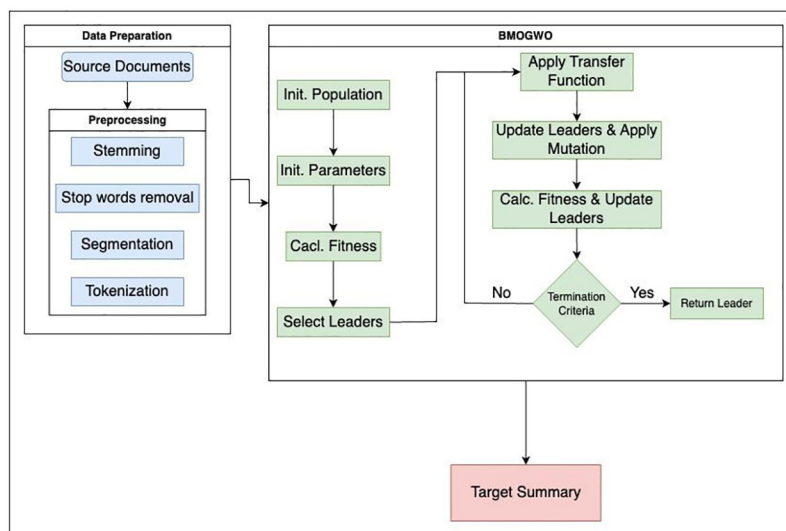 Data Preparation
Source Documents
Preprocessing
Stemming
Stop words removal
Segmentation
Tokenization
BMOGWO
Init. Population
Init. Parameters
Cacl. Fitness
Select Leaders
Apply Transfer
Function
Update Leaders & Apply
Mutation
Calc. Fitness & Update
Leaders
No
Termination
Criteria
Yes
Return Leader
Target Summary